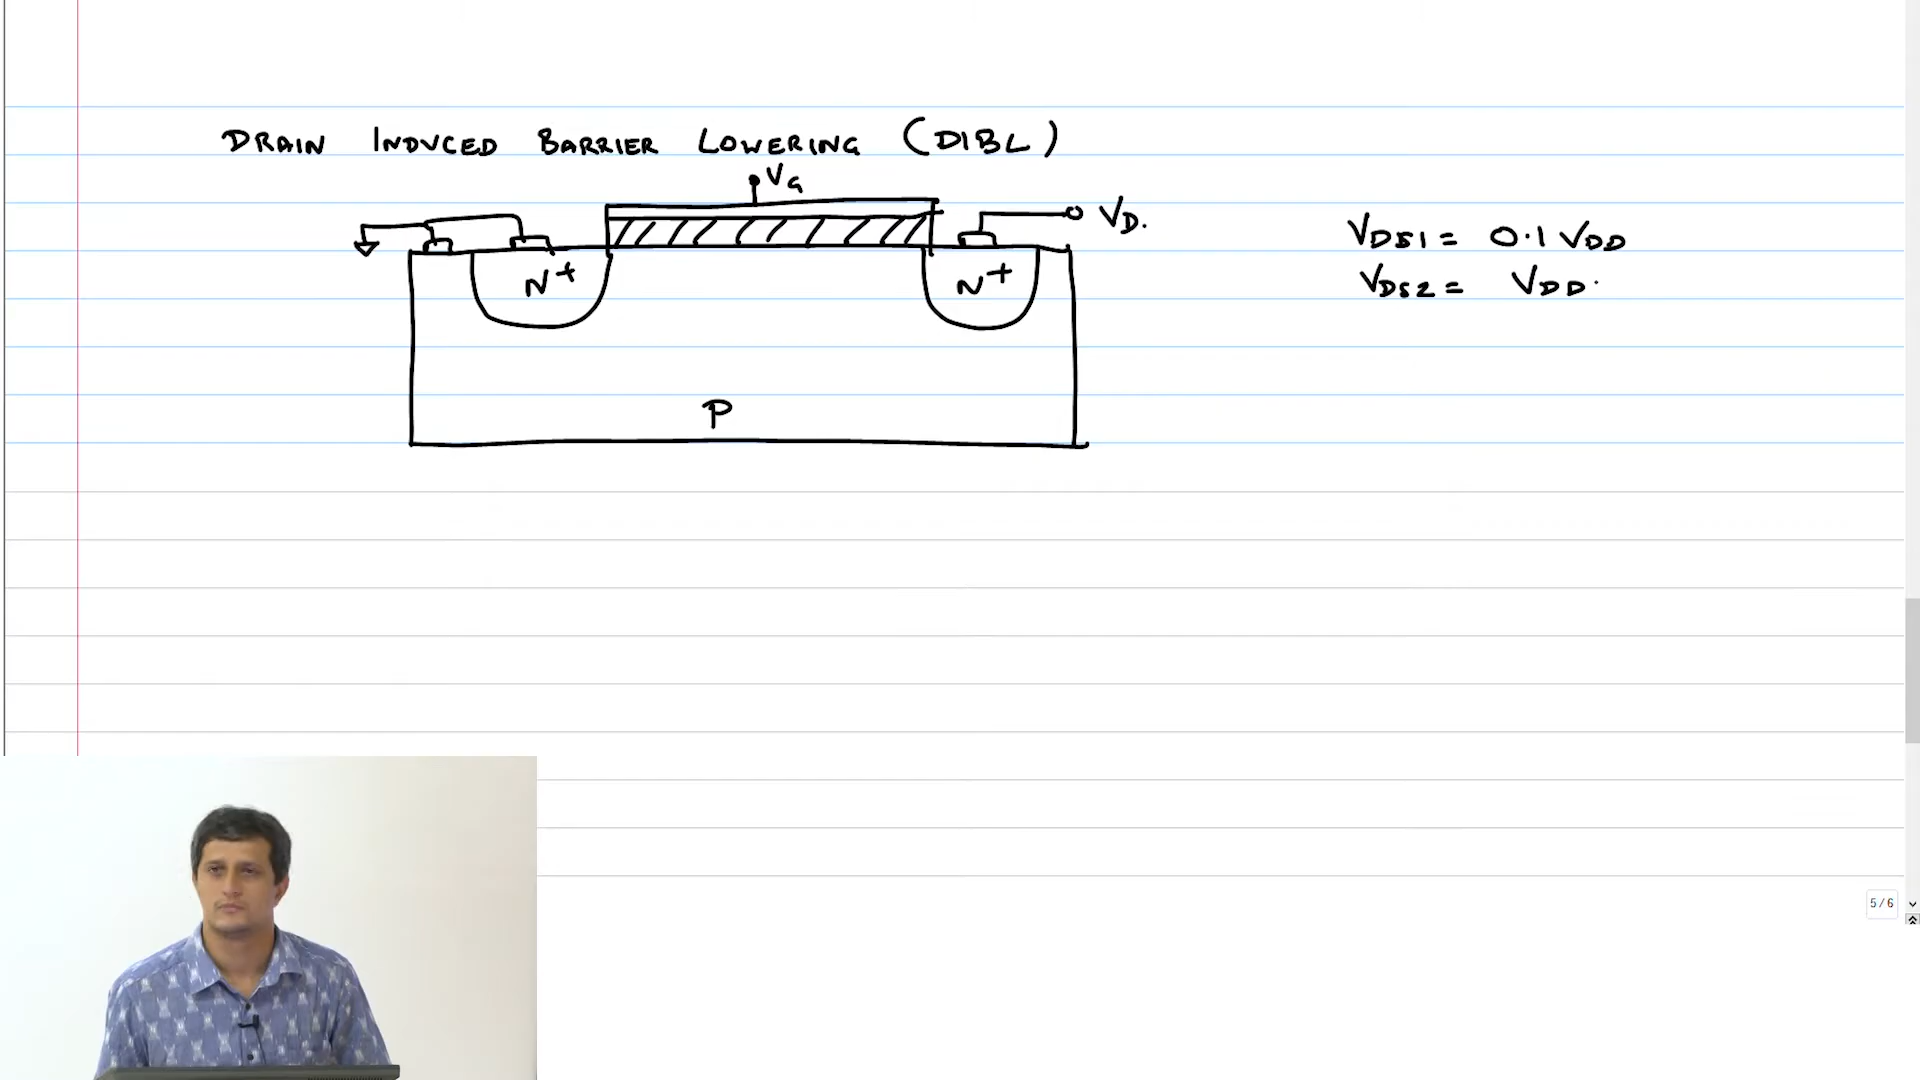 DRAIN INDUCED BARRIER LOWERING (DIBL)
VG
VD.
N+
N+
P
VDS1 = 0.1 VDD
VDS2 = VDD.
5 / 6